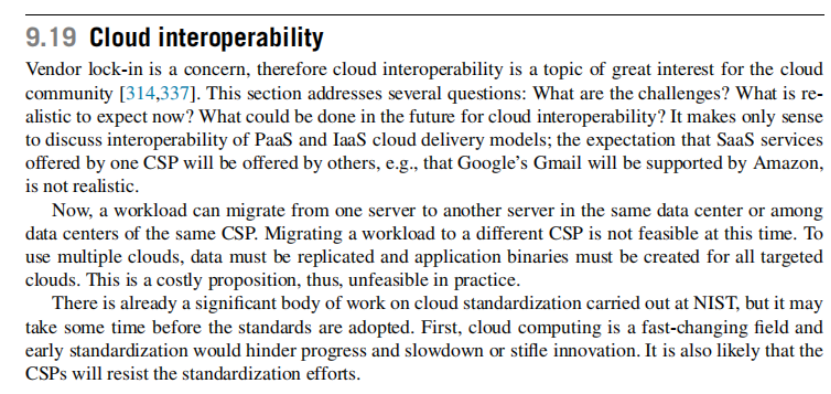 9.19 Cloud interoperability
Vendor lock-in is a concern, therefore cloud interoperability is a topic of great interest for the cloud
community [314,337]. This section addresses several questions: What are the challenges? What is re-
alistic to expect now? What could be done in the future for cloud interoperability? It makes only sense
to discuss interoperability of PaaS and IaaS cloud delivery models; the expectation that SaaS services
offered by one CSP will be offered by others, e.g., that Google's Gmail will be supported by Amazon,
is not realistic.
Now, a workload can migrate from one server to another server in the same data center or among
data centers of the same CSP. Migrating a workload to a different CSP is not feasible at this time. To
use multiple clouds, data must be replicated and application binaries must be created for all targeted
clouds. This is a costly proposition, thus, unfeasible in practice.
There is already a significant body of work on cloud standardization carried out at NIST, but it may
take some time before the standards are adopted. First, cloud computing is a fast-changing field and
early standardization would hinder progress and slowdown or stifle innovation. It is also likely that the
CSPs will resist the standardization efforts.